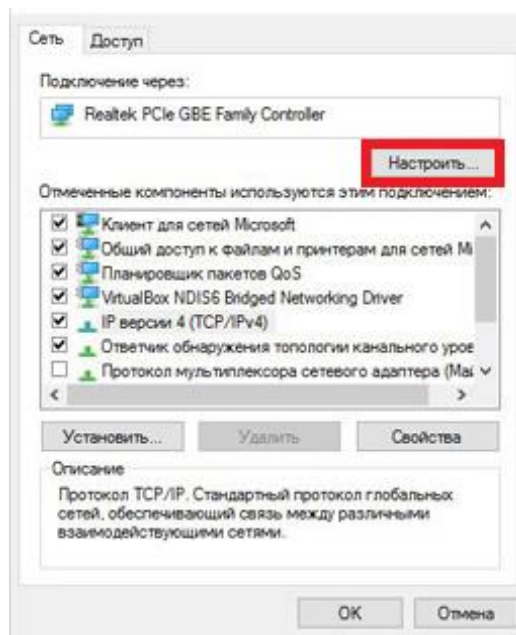 Сеть Доступ
Подключение через:
Realtek PCIe GBE Family Controller
Настроить...
Отмеченные компоненты используются этим подключением:
Клиент для сетей Microsoft
Общий доступ к файлам и принтерам для сетей Mi
Планировщик пакетов QoS
VirtualBox NDIS6 Bridged Networking Driver
IP версии 4 (TCP/IPv4)
Ответчик обнаружения топологии канального уров
Протокол мультиплексора сетевого адаптера (Май
Установить... Удалить Свойства
Описание
Протокол TCP/IP. Стандартный протокол глобальных
сетей, обеспечивающий связь между различными
взаимодействующими сетями.
OK Отмена